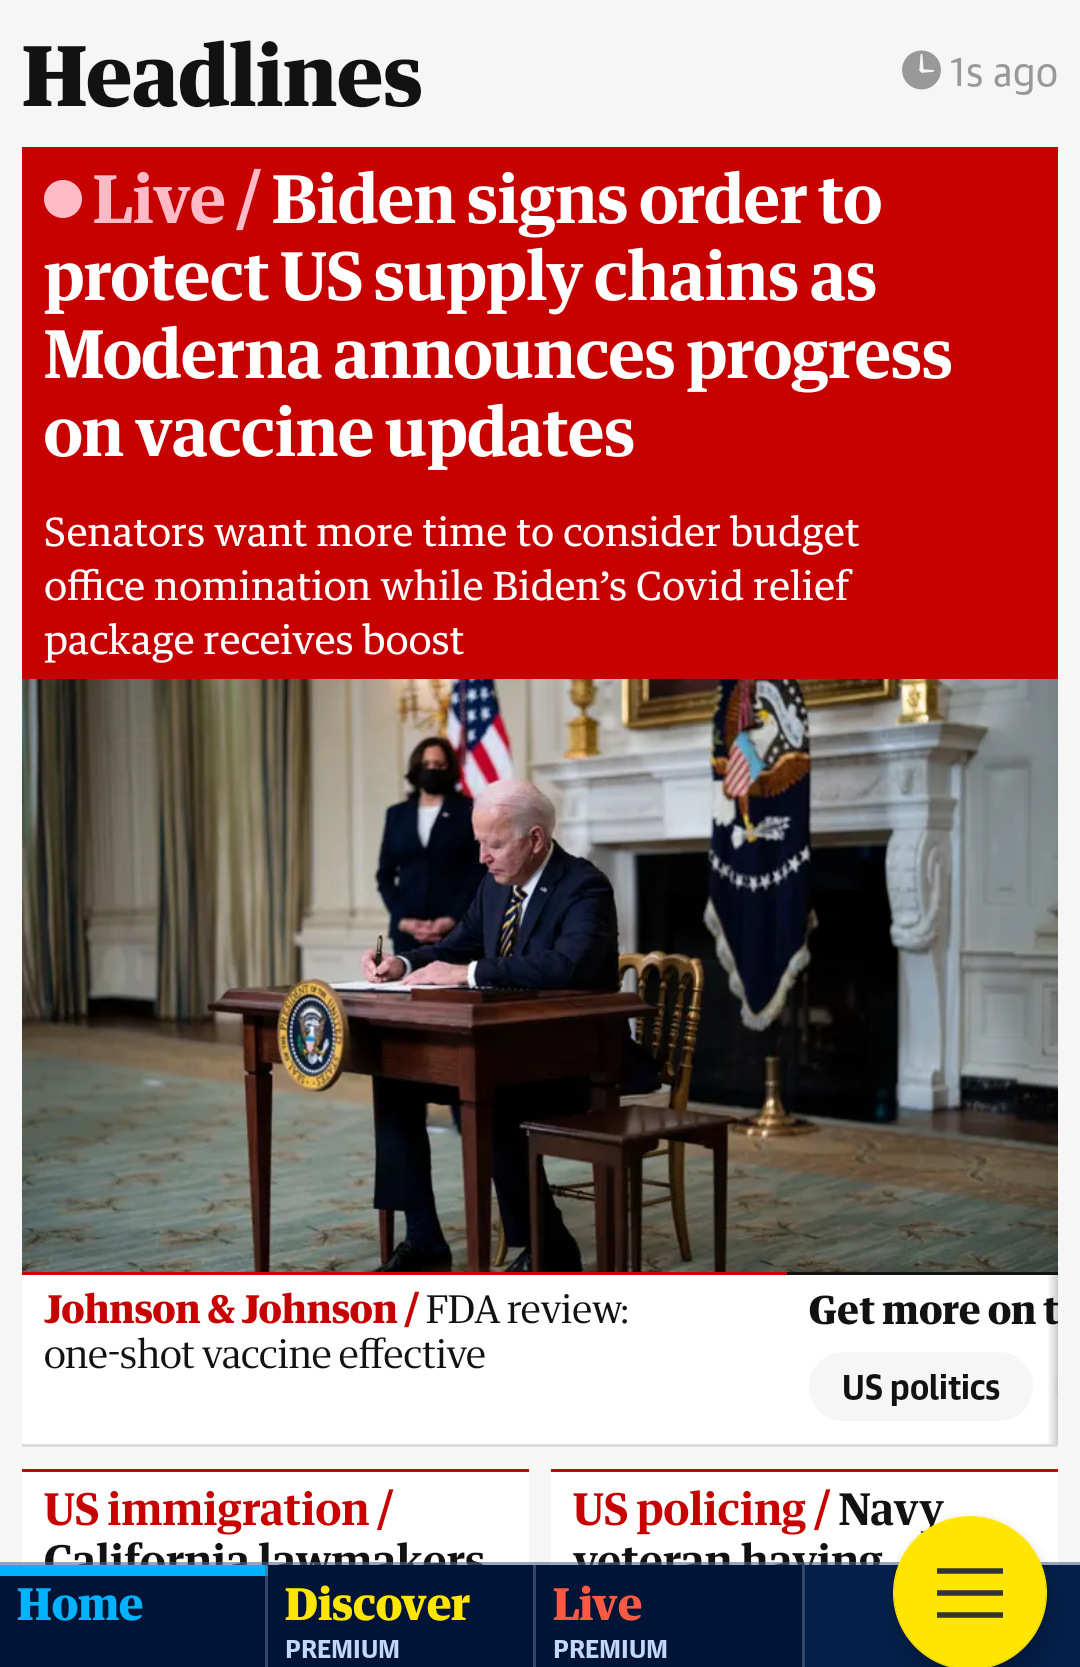 Headlines
1s ago
Live / Biden signs order to
protect US supply chains as
Moderna announces progress
on vaccine updates
Senators want more time to consider budget
office nomination while Biden’s Covid relief
package receives boost
Johnson & Johnson / FDA review:
one-shot vaccine effective
Get more on t
US politics
US immigration /
California lawmakers
US policing / Navy
veteran having
Home
Discover
PREMIUM
Live
PREMIUM